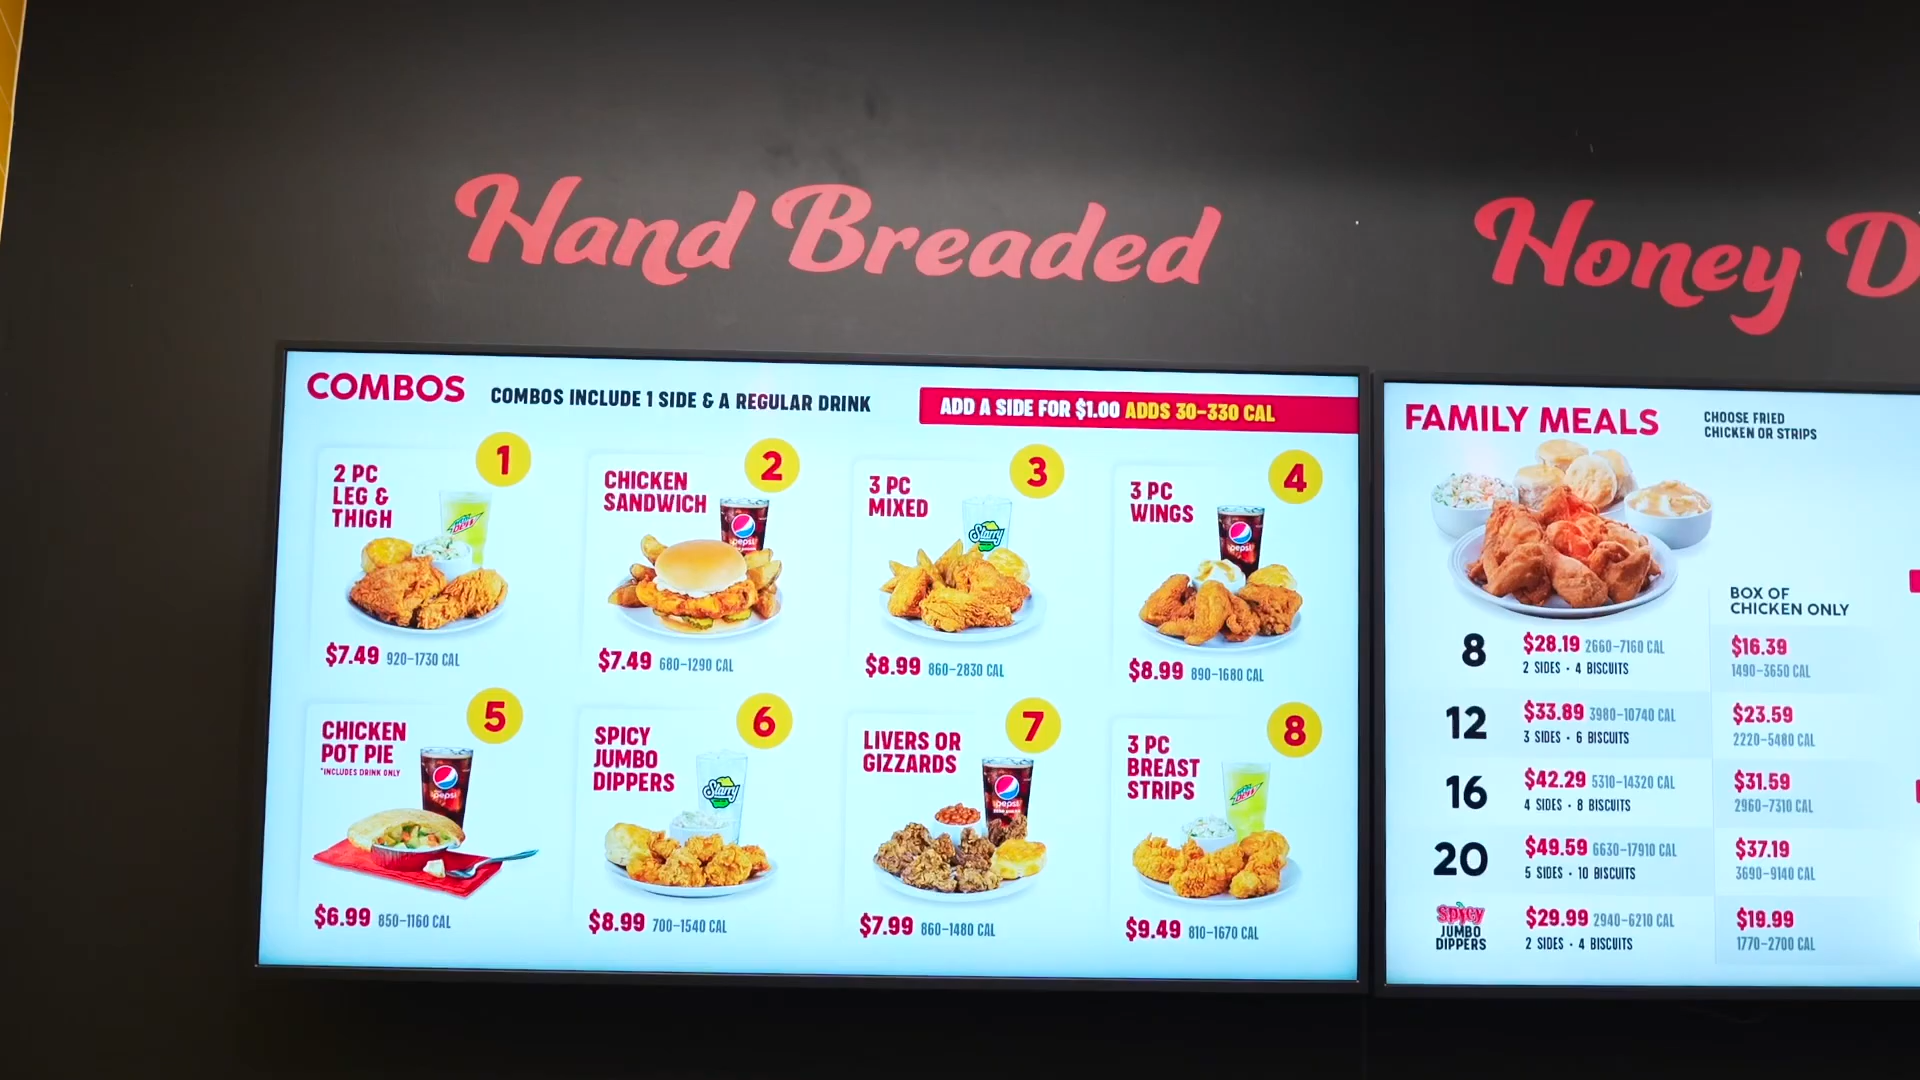 Hand Breaded
Honey D
COMBOS
COMBOS INCLUDE 1 SIDE & A REGULAR DRINK
ADD A SIDE FOR $1.00 ADDS 30-330 CAL
1
2 PC
LEG &
THIGH
$7.49 920-1730 CAL
2
CHICKEN
SANDWICH
pepsi
$7.49 680-1290 CAL
3
3 PC
MIXED
Starry
$8.99 860-2830 CAL
4
3 PC
WINGS
pepsi
$8.99 890-1680 CAL
5
CHICKEN
POT PIE
*INCLUDES DRINK ONLY
pepsi
$6.99 850-1160 CAL
6
SPICY
JUMBO
DIPPERS
Starry
$8.99 700-1540 CAL
7
LIVERS OR
GIZZARDS
pepsi
$7.99 860-1480 CAL
8
3 PC
BREAST
STRIPS
$9.49 810-1670 CAL
FAMILY MEALS
CHOOSE FRIED
CHICKEN OR STRIPS
BOX OF
CHICKEN ONLY
8
$28.19 2660-7160 CAL
2 SIDES · 4 BISCUITS
$16.39
1490-3650 CAL
12
$33.89 3980-10740 CAL
3 SIDES · 6 BISCUITS
$23.59
2220-5480 CAL
16
$42.29 5310-14320 CAL
4 SIDES · 8 BISCUITS
$31.59
2960-7310 CAL
20
$49.59 6630-17910 CAL
5 SIDES · 10 BISCUITS
$37.19
3690-9140 CAL
Spicy
JUMBO
DIPPERS
$29.99 2940-6210 CAL
2 SIDES · 4 BISCUITS
$19.99
1770-2700 CAL